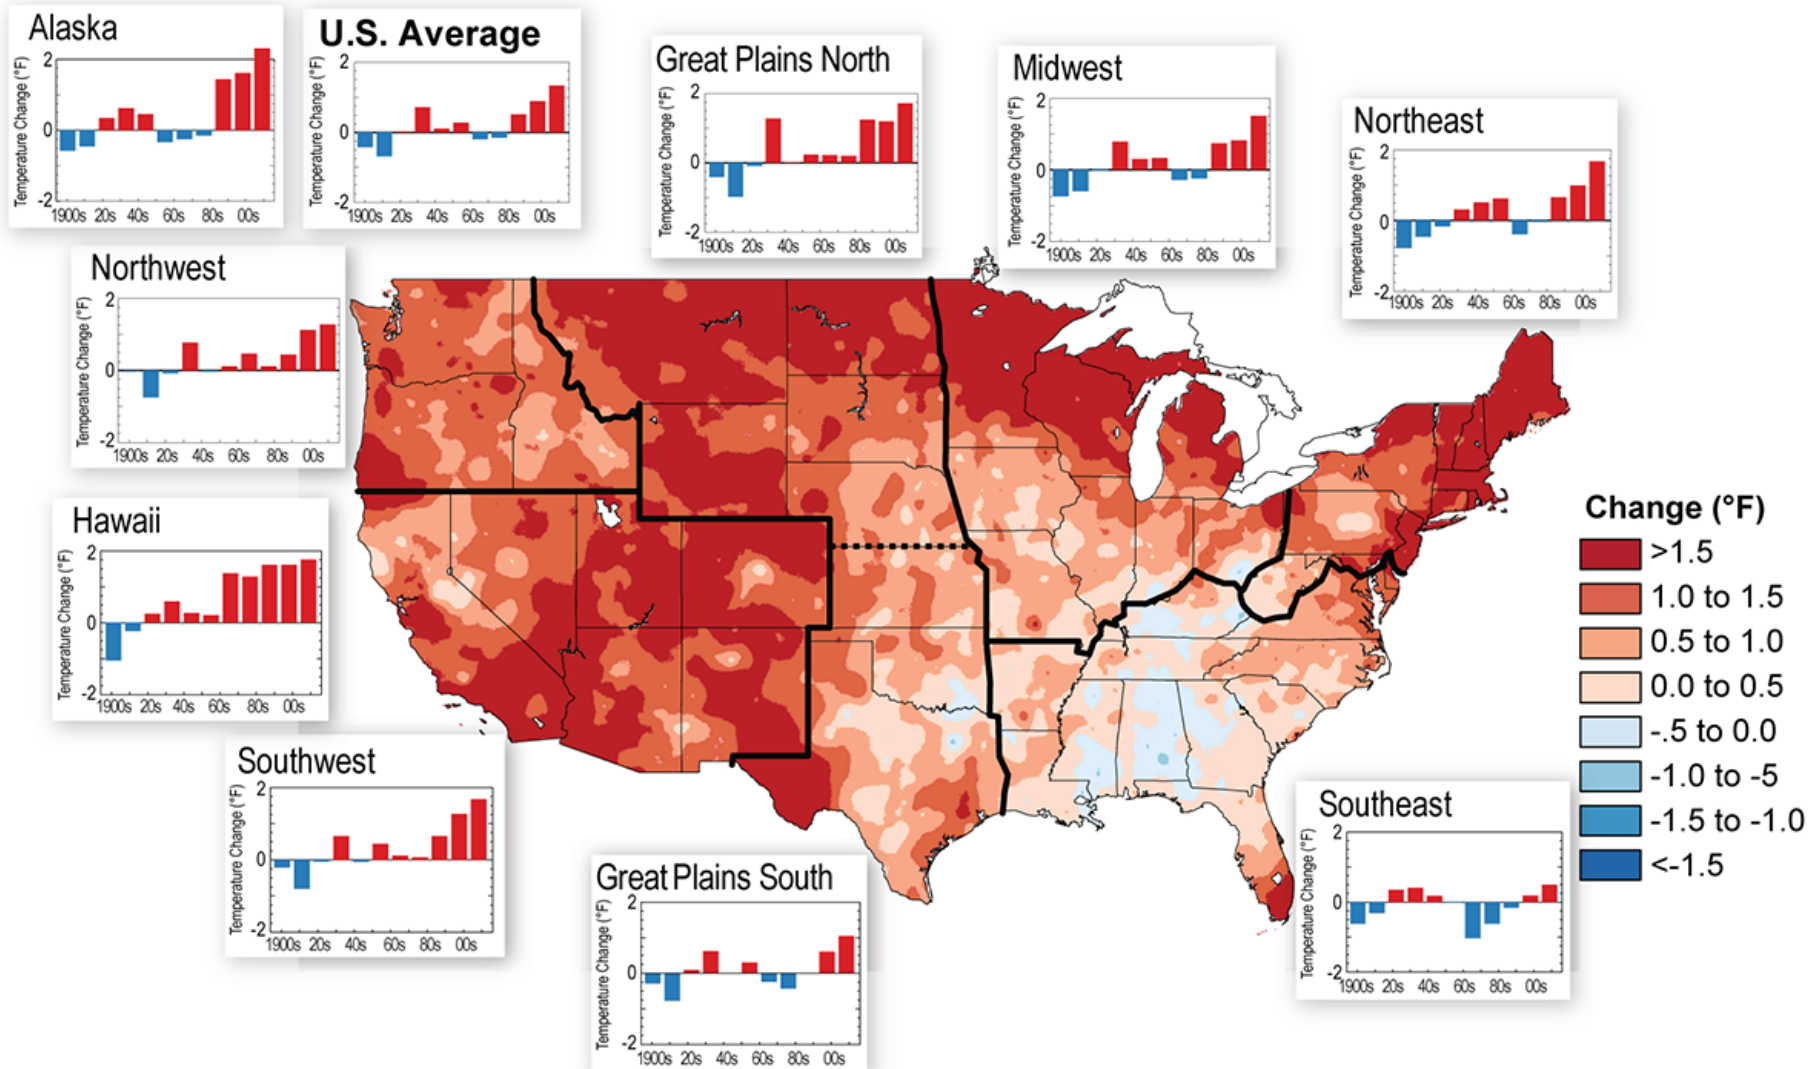 Alaska
Temperature Change (°F)
2
0
-2
1900s 20s 40s 60s 80s 00s
U.S. Average
Temperature Change (°F)
2
0
-2
1900s 20s 40s 60s 80s 00s
Great Plains North
Temperature Change (°F)
2
0
-2
1900s 20s 40s 60s 80s 00s
Midwest
Temperature Change (°F)
2
0
-2
1900s 20s 40s 60s 80s 00s
Northeast
Temperature Change (°F)
2
0
-2
1900s 20s 40s 60s 80s 00s
Northwest
Temperature Change (°F)
2
0
-2
1900s 20s 40s 60s 80s 00s
Hawaii
Temperature Change (°F)
2
0
-2
1900s 20s 40s 60s 80s 00s
Southwest
Temperature Change (°F)
2
0
-2
1900s 20s 40s 60s 80s 00s
Great Plains South
Temperature Change (°F)
2
0
-2
1900s 20s 40s 60s 80s 00s
Southeast
Temperature Change (°F)
2
0
-2
1900s 20s 40s 60s 80s 00s
Change (°F)
>1.5
1.0 to 1.5
0.5 to 1.0
0.0 to 0.5
-.5 to 0.0
-1.0 to -5
-1.5 to -1.0
<-1.5